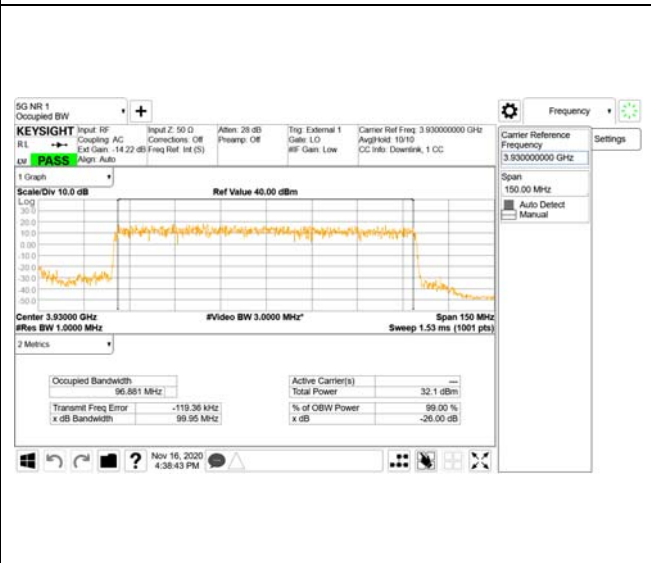 5G NR 1
Occupied BW
Frequency
KEYSIGHT
RL
PASS
Input: RF
Coupling: AC
Ext Gain: -14.22 dB
Align: Auto
Input Z: 50 Ω
Corrections: Off
Freq Ref: Int (S)
Atten: 28 dB
Preamp: Off
Trig: External 1
Gate: LO
#IF Gain: Low
Carrier Ref Freq: 3.930000000 GHz
Avg|Hold: 10/10
CC Info: Downlink, 1 CC
Carrier Reference
Frequency
3.930000000 GHz
Settings
Span
150.00 MHz
Auto Detect
Manual
1 Graph
Scale/Div 10.0 dB
Ref Value 40.00 dBm
Log
30.0
20.0
10.0
0.00
-10.0
-20.0
-30.0
-40.0
-50.0
Center 3.93000 GHz
#Video BW 3.0000 MHz*
Span 150 MHz
#Res BW 1.0000 MHz
Sweep 1.53 ms (1001 pts)
2 Metrics
Occupied Bandwidth
96.881 MHz
Active Carrier(s) ---
Total Power 32.1 dBm
Transmit Freq Error -119.36 kHz
x dB Bandwidth 99.95 MHz
% of OBW Power 99.00 %
x dB -26.00 dB
?
Nov 16, 2020
4:38:43 PM